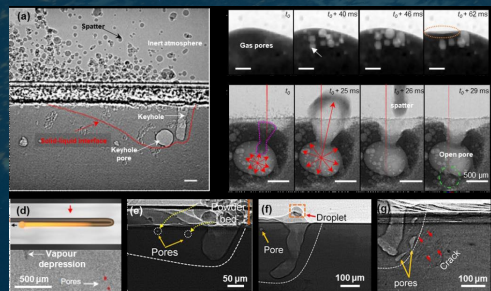 (a)
Spatter
Inert atmosphere
Solid-liquid interface
Keyhole
Keyhole
pore
t0
t0 + 40 ms
t0 + 46 ms
t0 + 62 ms
Gas pores
t0
t0 + 25 ms
t0 + 26 ms
t0 + 29 ms
spatter
Open pore
500 µm
(d)
Vapour
depression
500 µm
Pores
(e)
Powder
bed
Pores
50 µm
(f)
Droplet
Pore
100 µm
(g)
Crack
pores
100 µm